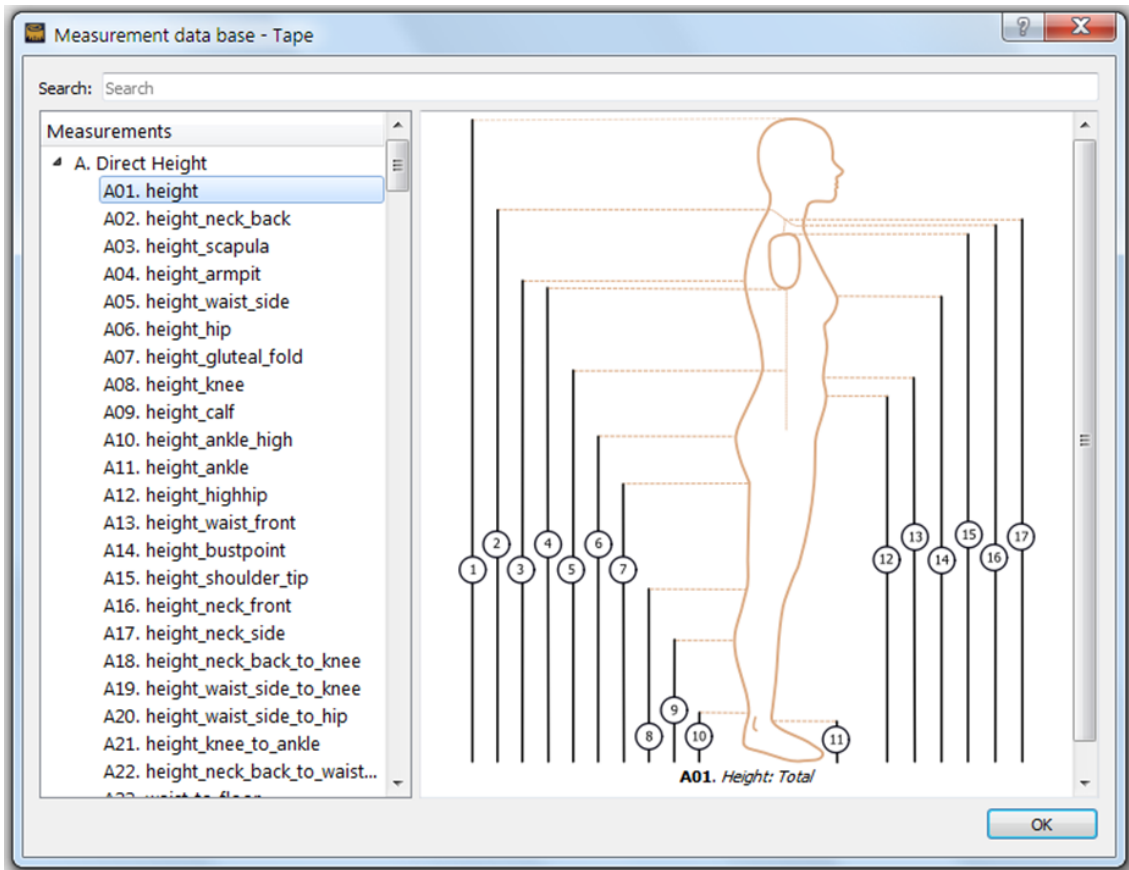 Measurement data base - Tape
Search: Search
Measurements
A. Direct Height
A01. height
A02. height_neck_back
A03. height_scapula
A04. height_armpit
A05. height_waist_side
A06. height_hip
A07. height_gluteal_fold
A08. height_knee
A09. height_calf
A10. height_ankle_high
A11. height_ankle
A12. height_highhip
A13. height_waist_front
A14. height_bustpoint
A15. height_shoulder_tip
A16. height_neck_front
A17. height_neck_side
A18. height_neck_back_to_knee
A19. height_waist_side_to_knee
A20. height_waist_side_to_hip
A21. height_knee_to_ankle
A22. height_neck_back_to_waist...
1
2
3
4
5
6
7
8
9
10
11
12
13
14
15
16
17
A01. Height: Total
OK